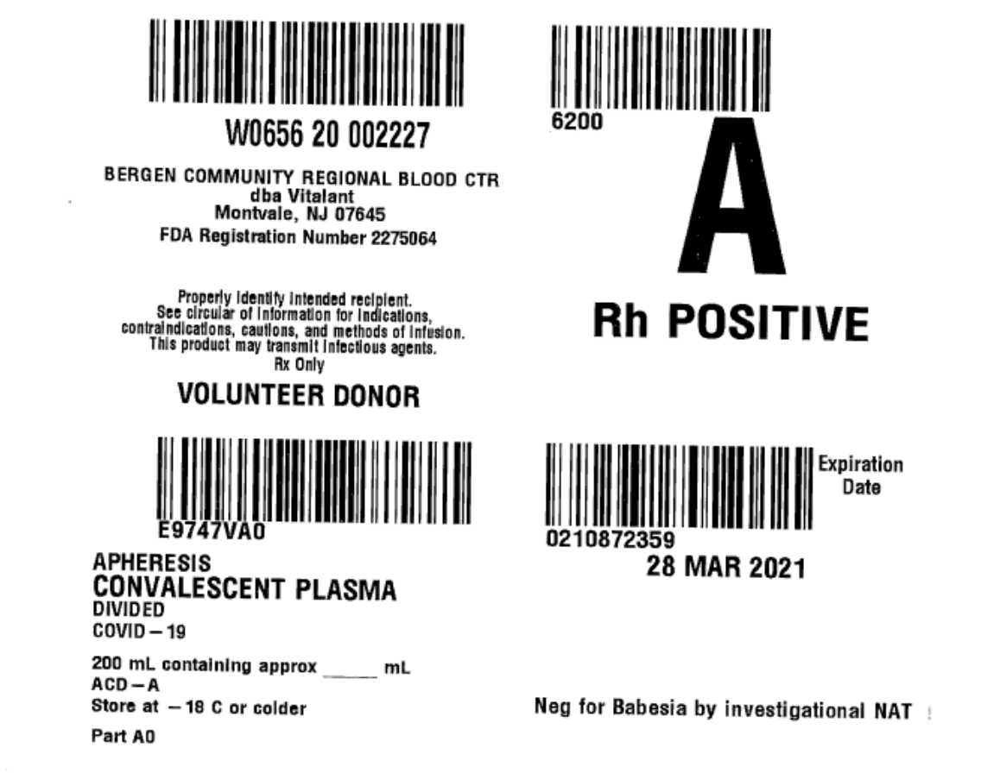 W0656 20 002227
BERGEN COMMUNITY REGIONAL BLOOD CTR
dba Vitalant
Montvale, NJ 07645
FDA Registration Number 2275064
Properly Identify Intended recipient.
See circular of Information for Indications,
contraindications, cautions, and methods of Infusion.
This product may transmit Infectious agents.
Rx Only
VOLUNTEER DONOR
6200
A
Rh POSITIVE
E9747VA0
APHERESIS
CONVALESCENT PLASMA
DIVIDED
COVID – 19
200 mL containing approx _____ mL
ACD – A
Store at – 18 C or colder
Part A0
Expiration
Date
0210872359
28 MAR 2021
Neg for Babesia by investigational NAT